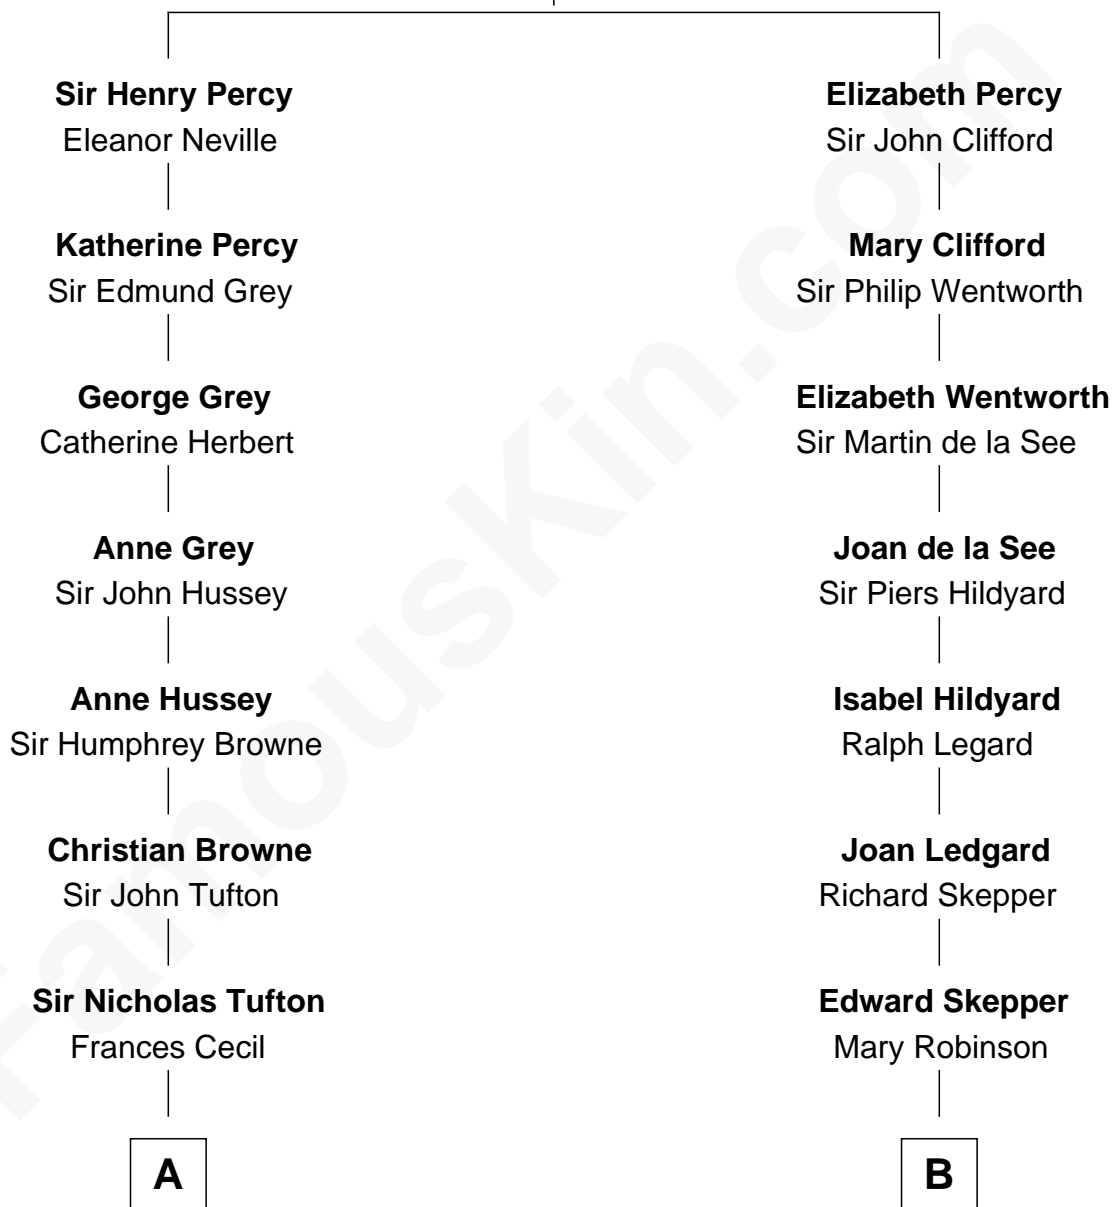 Sir Henry Percy
Eleanor Neville
Katherine Percy
Sir Edmund Grey
George Grey
Catherine Herbert
Anne Grey
Sir John Hussey
Anne Hussey
Sir Humphrey Browne
Christian Browne
Sir John Tufton
Sir Nicholas Tufton
Frances Cecil
A
Elizabeth Percy
Sir John Clifford
Mary Clifford
Sir Philip Wentworth
Elizabeth Wentworth
Sir Martin de la See
Joan de la See
Sir Piers Hildyard
Isabel Hildyard
Ralph Legard
Joan Ledgard
Richard Skepper
Edward Skepper
Mary Robinson
B
FamousKin.com